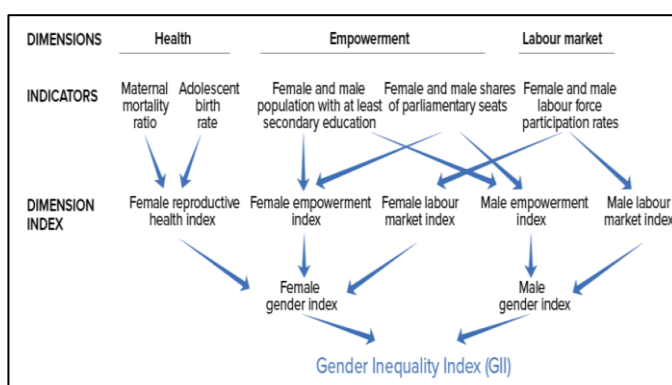 DIMENSIONS Health Empowerment Labour market
INDICATORS
Maternal
mortality
ratio
Adolescent
birth
rate
Female and male
population with at least
secondary education
Female and male shares
of parliamentary seats
Female and male
labour force
participation rates
DIMENSION
INDEX
Female reproductive
health index
Female empowerment
index
Female labour
market index
Male empowerment
index
Male labour
market index
Female
gender index
Male
gender index
Gender Inequality Index (GII)